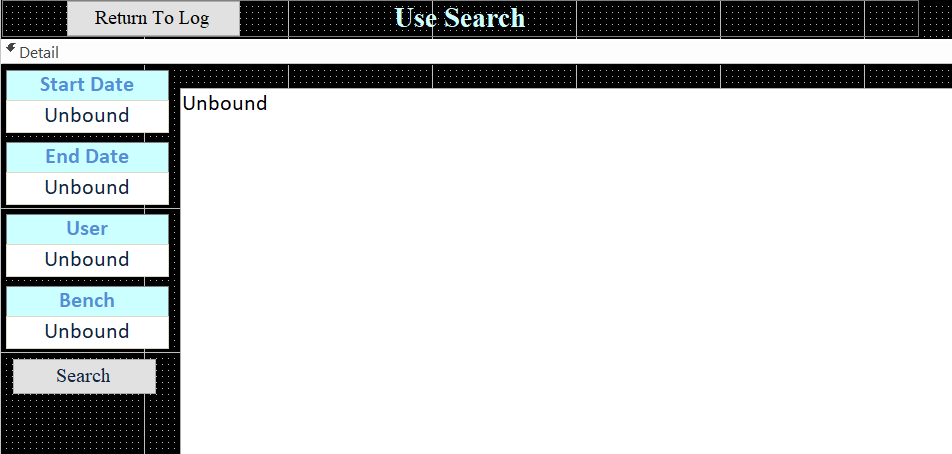 Return To Log
Use Search
Detail
Start Date
Unbound
Unbound
End Date
Unbound
User
Unbound
Bench
Unbound
Search